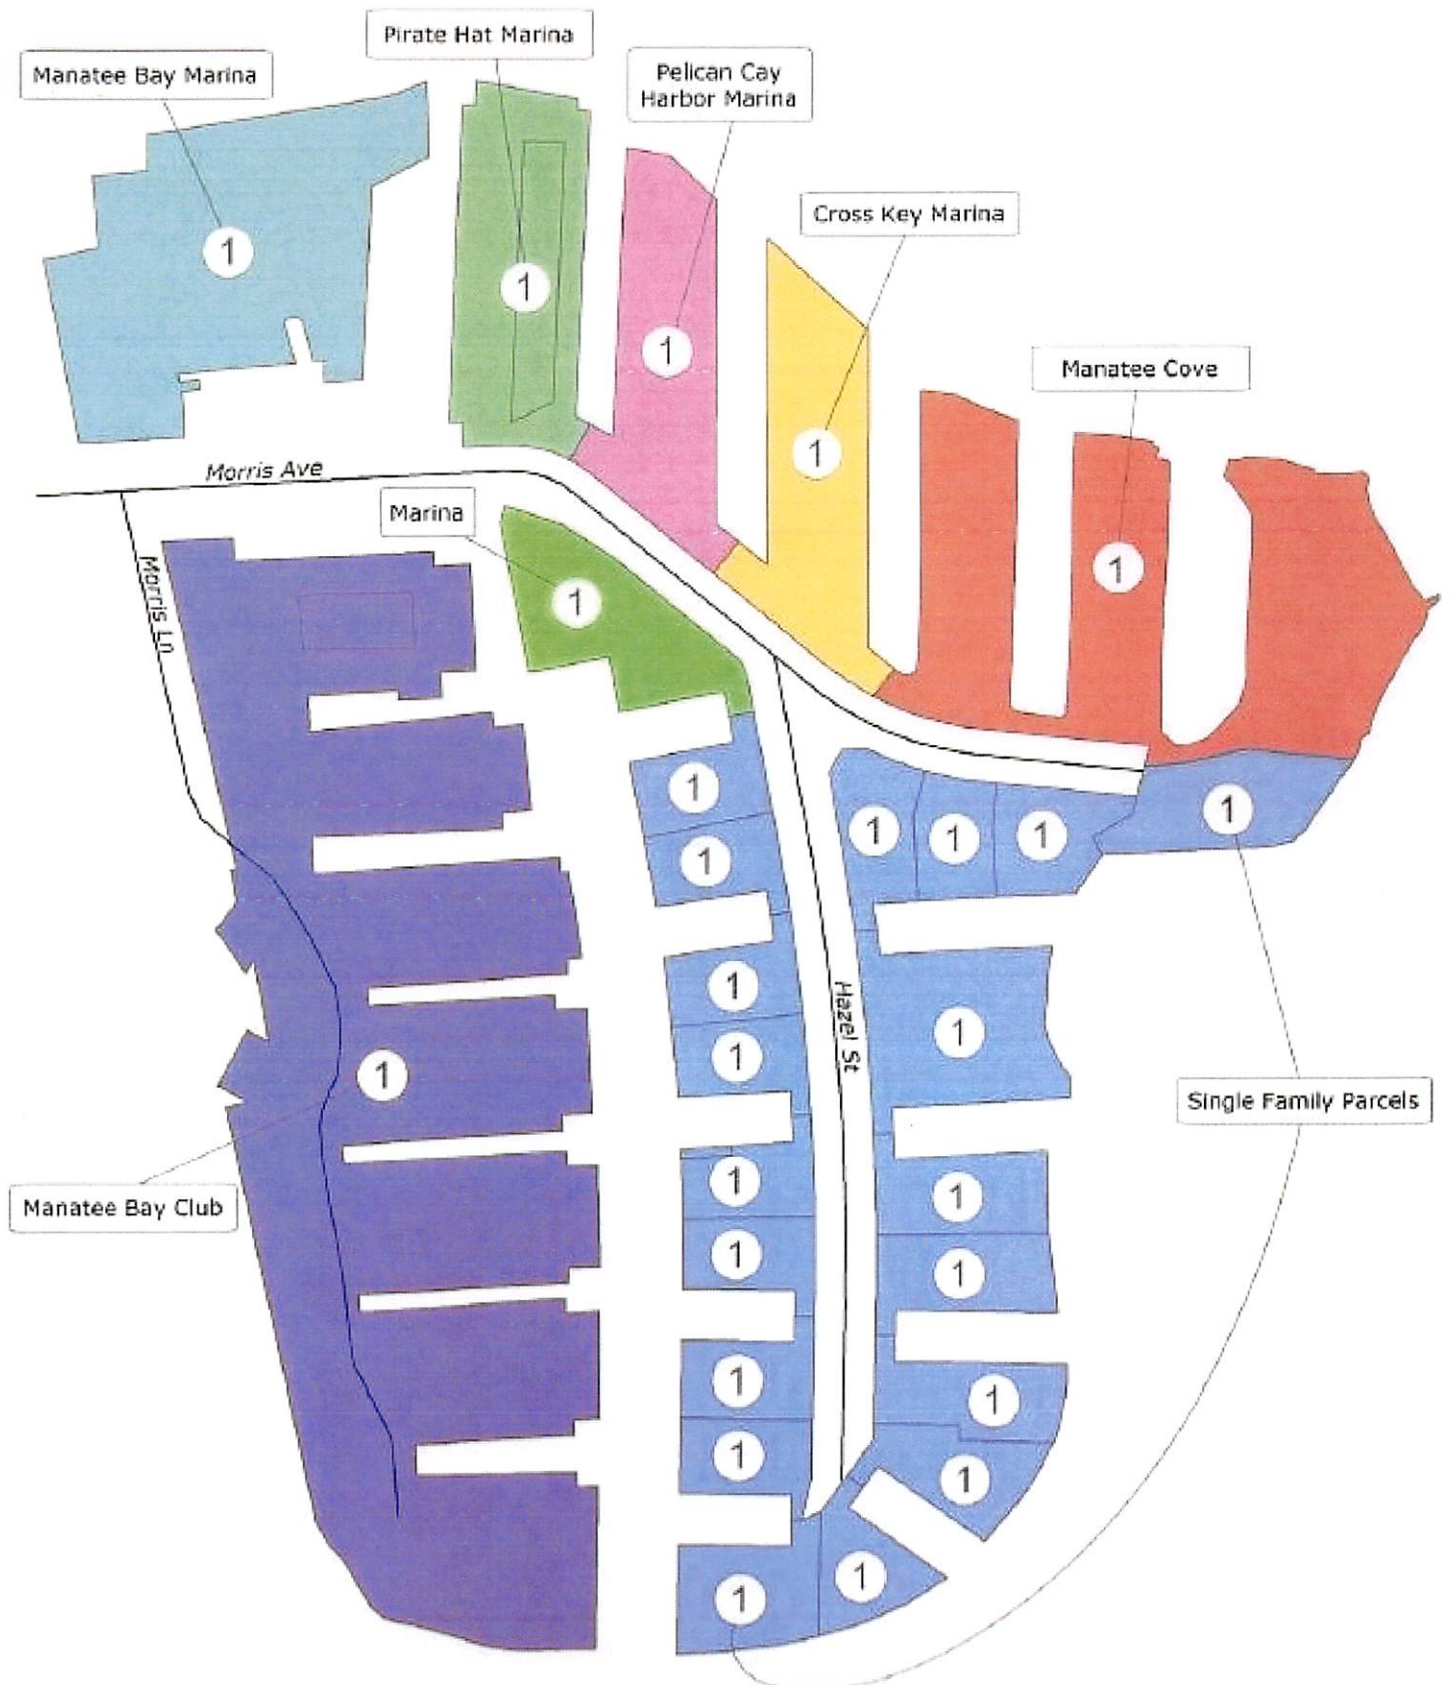 Pirate Hat Marina
Manatee Bay Marina
Pelican Cay
Harbor Marina
Cross Key Marina
1
1
1
Manatee Cove
1
Morris Ave
Marina
1
1
Morris Ln
1
1
1
1
1
1
1
Hazel St
1
1
1
1
Single Family Parcels
1
1
Manatee Bay Club
1
1
1
1
1
1
1
1